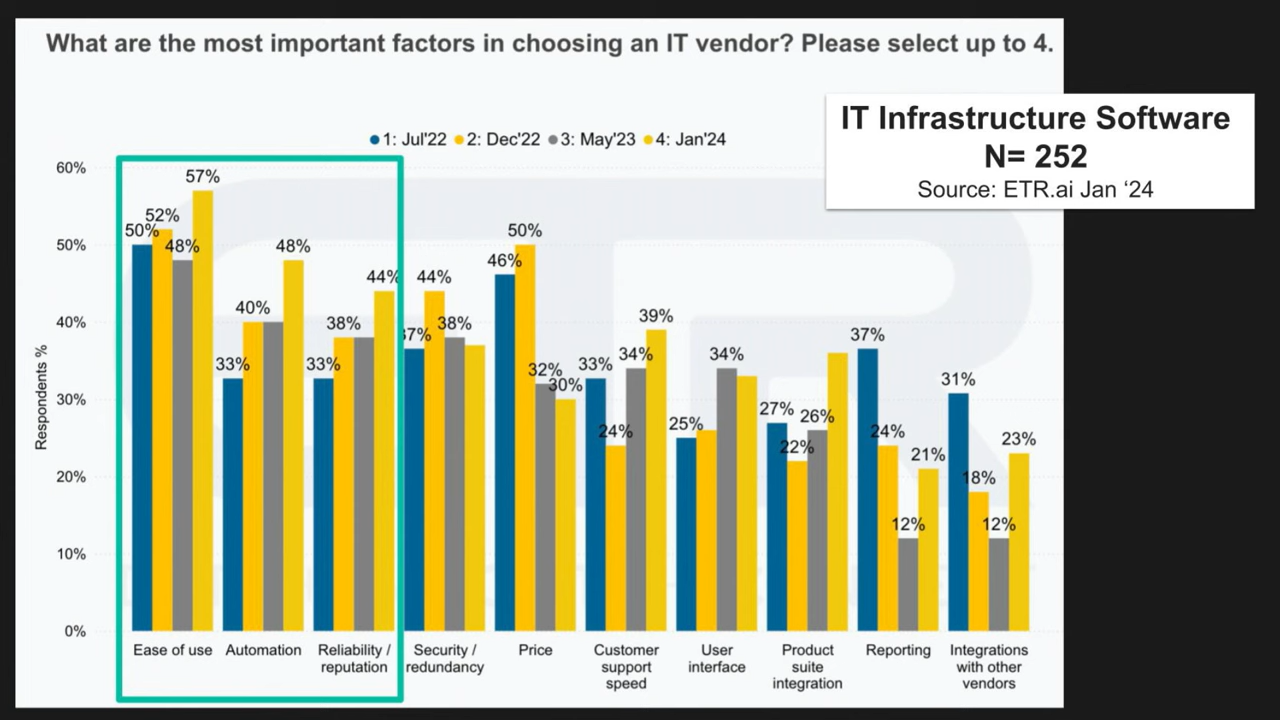 What are the most important factors in choosing an IT vendor? Please select up to 4.
IT Infrastructure Software
N= 252
Source: ETR.ai Jan ‘24
1: Jul'22 2: Dec'22 3: May'23 4: Jan'24
Respondents %
60%
50%
40%
30%
20%
10%
0%
50% 52% 48% 57%
33% 40% 48%
33% 38% 44%
37% 44% 38%
46% 50% 32% 30%
33% 24% 34% 39%
25% 34%
27% 22% 26%
37% 24% 12% 21%
31% 18% 12% 23%
Ease of use
Automation
Reliability /
reputation
Security /
redundancy
Price
Customer
support
speed
User
interface
Product
suite
integration
Reporting
Integrations
with other
vendors